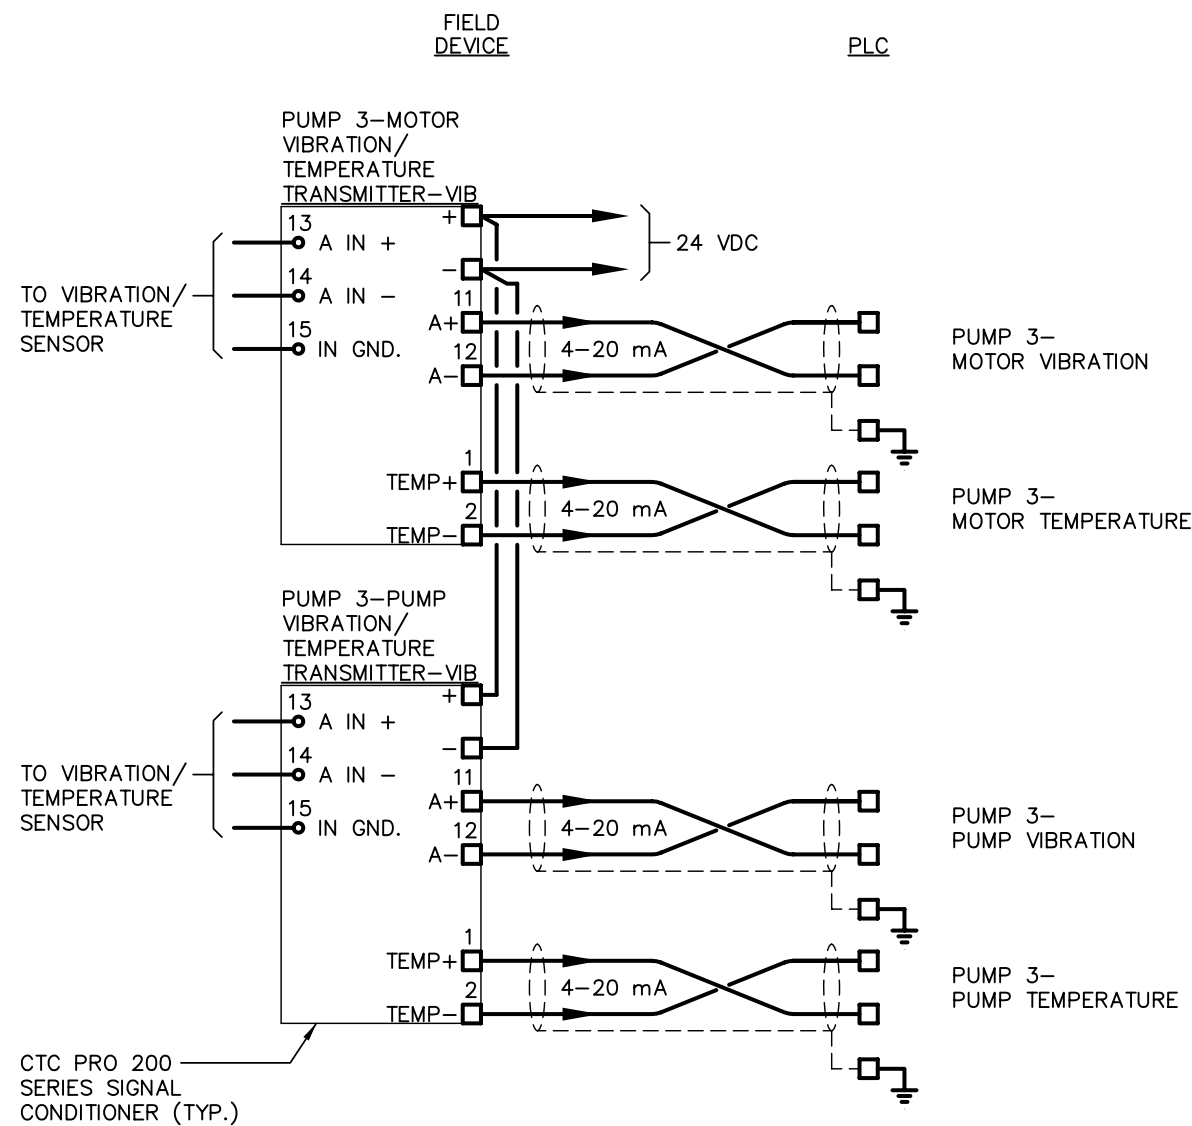 FIELD
DEVICE
PLC
PUMP 3-MOTOR
VIBRATION/
TEMPERATURE
TRANSMITTER-VIB
+
-
24 VDC
13
A IN +
14
A IN -
15
IN GND.
TO VIBRATION/
TEMPERATURE
SENSOR
11
A+
12
A-
4-20 mA
PUMP 3-
MOTOR VIBRATION
1
TEMP+
2
TEMP-
4-20 mA
PUMP 3-
MOTOR TEMPERATURE
PUMP 3-PUMP
VIBRATION/
TEMPERATURE
TRANSMITTER-VIB
+
-
13
A IN +
14
A IN -
15
IN GND.
TO VIBRATION/
TEMPERATURE
SENSOR
11
A+
12
A-
4-20 mA
PUMP 3-
PUMP VIBRATION
1
TEMP+
2
TEMP-
4-20 mA
PUMP 3-
PUMP TEMPERATURE
CTC PRO 200
SERIES SIGNAL
CONDITIONER (TYP.)